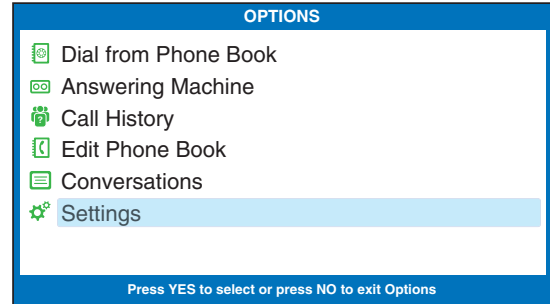 OPTIONS
Dial from Phone Book
Answering Machine
Call History
Edit Phone Book
Conversations
Settings
Press YES to select or press NO to exit Options